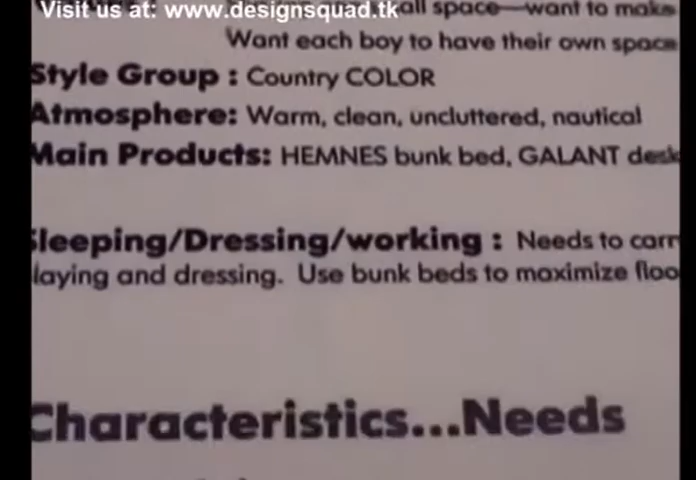 Visit us at: www.designsquad.tk
all space—want to make
Want each boy to have their own space
Style Group : Country COLOR
Atmosphere: Warm, clean, uncluttered, nautical
Main Products: HEMNES bunk bed, GALANT desk
Sleeping/Dressing/working : Needs to carr
laying and dressing. Use bunk beds to maximize floo
Characteristics...Needs